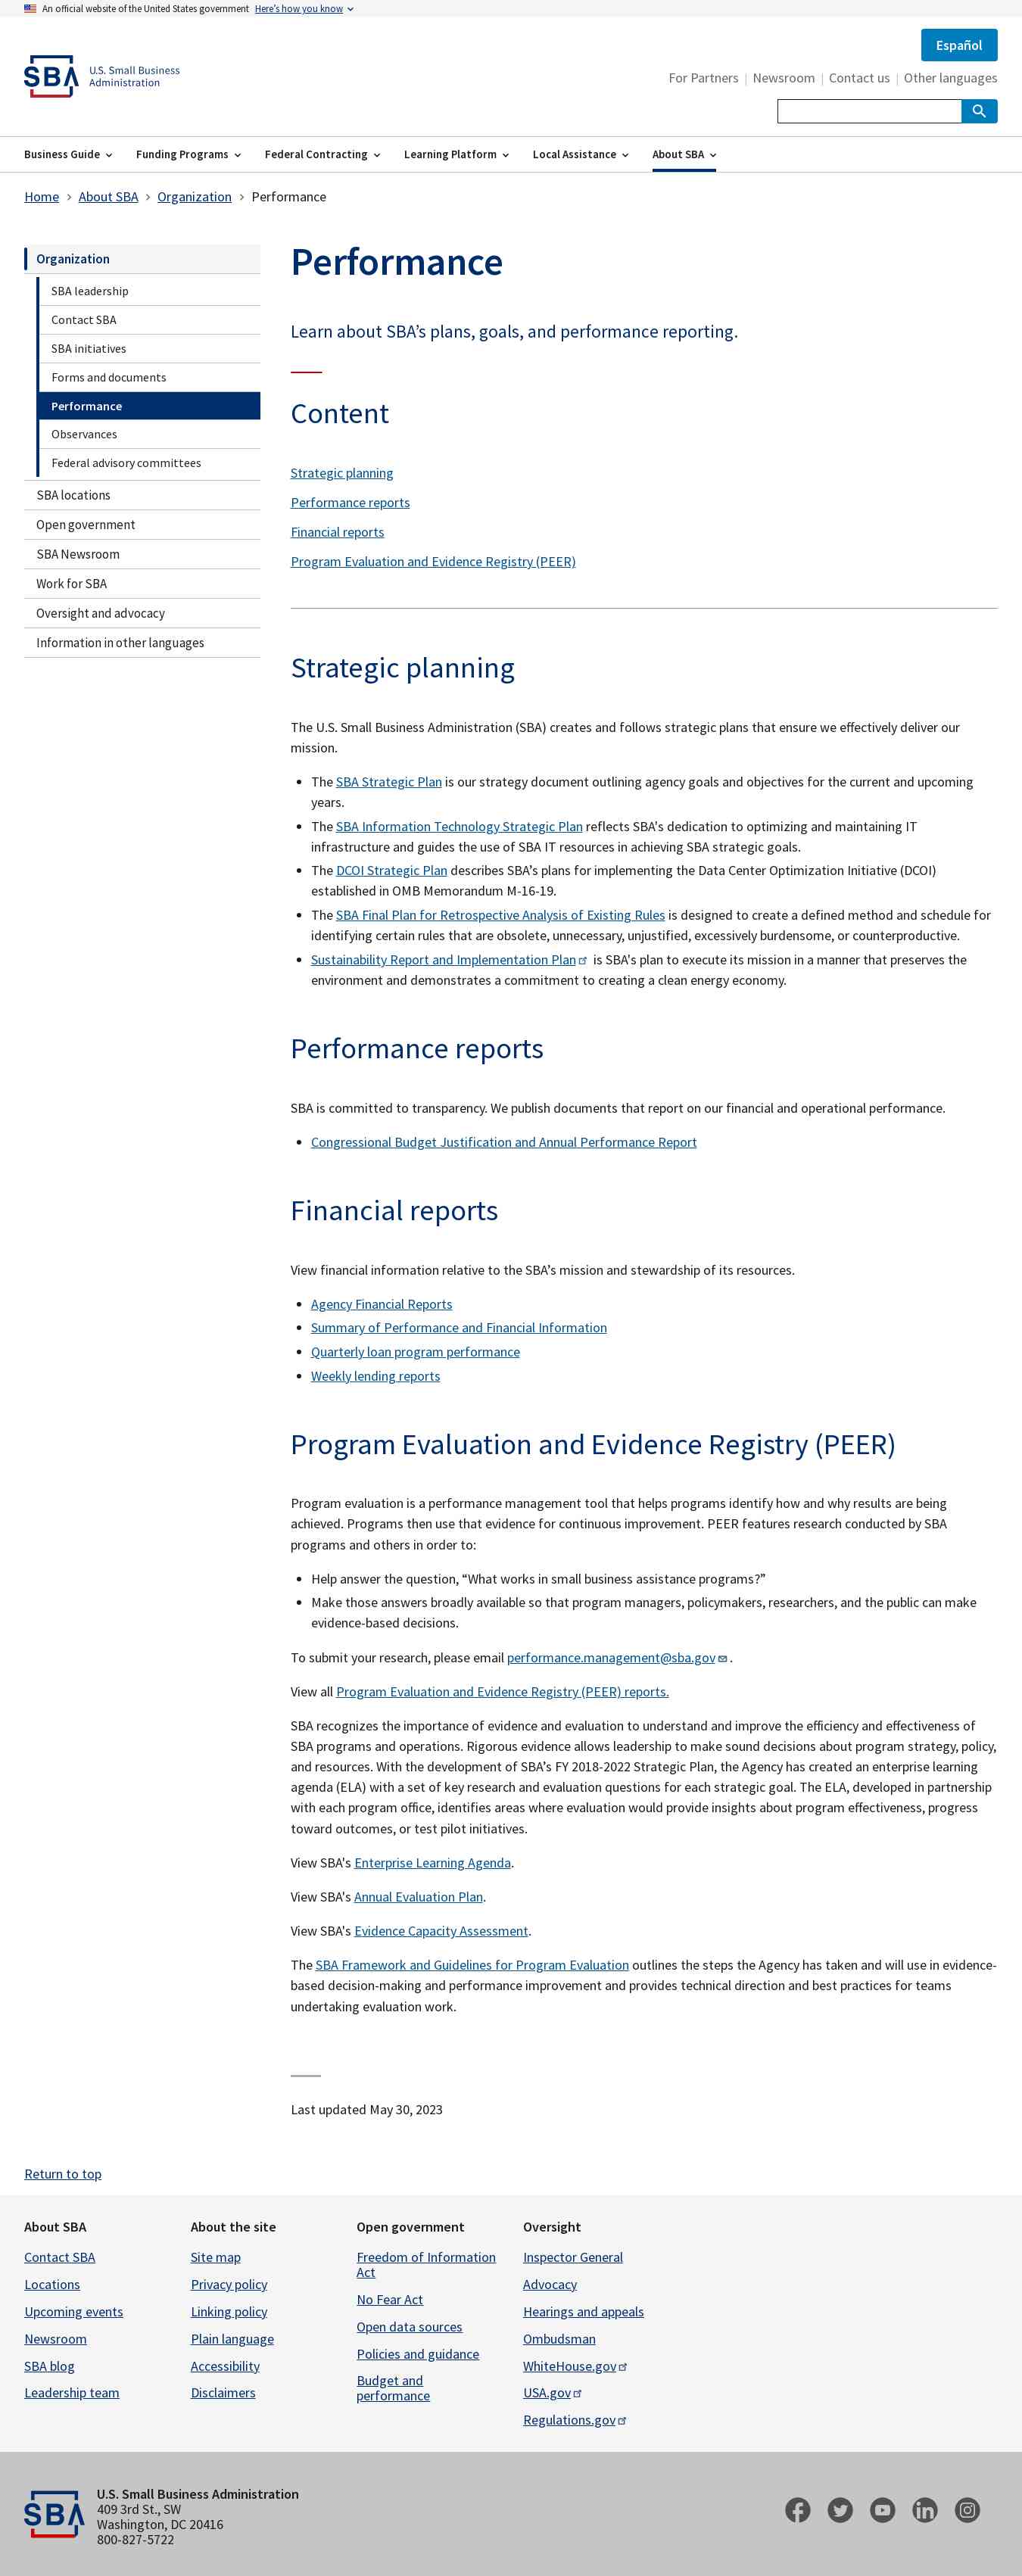 An official website of the United States government Here's how you know
Español
SBA U.S. Small Business
Administration
For Partners | Newsroom | Contact us | Other languages
Business Guide Funding Programs Federal Contracting Learning Platform Local Assistance About SBA
Home > About SBA > Organization > Performance
Organization
SBA leadership
Contact SBA
SBA initiatives
Forms and documents
Performance
Observances
Federal advisory committees
SBA locations
Open government
SBA Newsroom
Work for SBA
Oversight and advocacy
Information in other languages
Performance
Learn about SBA’s plans, goals, and performance reporting.
Content
Strategic planning
Performance reports
Financial reports
Program Evaluation and Evidence Registry (PEER)
Strategic planning
The U.S. Small Business Administration (SBA) creates and follows strategic plans that ensure we effectively deliver our
mission.
• The SBA Strategic Plan is our strategy document outlining agency goals and objectives for the current and upcoming
years.
• The SBA Information Technology Strategic Plan reflects SBA's dedication to optimizing and maintaining IT
infrastructure and guides the use of SBA IT resources in achieving SBA strategic goals.
• The DCOI Strategic Plan describes SBA’s plans for implementing the Data Center Optimization Initiative (DCOI)
established in OMB Memorandum M-16-19.
• The SBA Final Plan for Retrospective Analysis of Existing Rules is designed to create a defined method and schedule for
identifying certain rules that are obsolete, unnecessary, unjustified, excessively burdensome, or counterproductive.
• Sustainability Report and Implementation Plan is SBA's plan to execute its mission in a manner that preserves the
environment and demonstrates a commitment to creating a clean energy economy.
Performance reports
SBA is committed to transparency. We publish documents that report on our financial and operational performance.
• Congressional Budget Justification and Annual Performance Report
Financial reports
View financial information relative to the SBA’s mission and stewardship of its resources.
• Agency Financial Reports
• Summary of Performance and Financial Information
• Quarterly loan program performance
• Weekly lending reports
Program Evaluation and Evidence Registry (PEER)
Program evaluation is a performance management tool that helps programs identify how and why results are being
achieved. Programs then use that evidence for continuous improvement. PEER features research conducted by SBA
programs and others in order to:
• Help answer the question, “What works in small business assistance programs?”
• Make those answers broadly available so that program managers, policymakers, researchers, and the public can make
evidence-based decisions.
To submit your research, please email performance.management@sba.gov .
View all Program Evaluation and Evidence Registry (PEER) reports.
SBA recognizes the importance of evidence and evaluation to understand and improve the efficiency and effectiveness of
SBA programs and operations. Rigorous evidence allows leadership to make sound decisions about program strategy, policy,
and resources. With the development of SBA’s FY 2018-2022 Strategic Plan, the Agency has created an enterprise learning
agenda (ELA) with a set of key research and evaluation questions for each strategic goal. The ELA, developed in partnership
with each program office, identifies areas where evaluation would provide insights about program effectiveness, progress
toward outcomes, or test pilot initiatives.
View SBA's Enterprise Learning Agenda.
View SBA's Annual Evaluation Plan.
View SBA's Evidence Capacity Assessment.
The SBA Framework and Guidelines for Program Evaluation outlines the steps the Agency has taken and will use in evidence-
based decision-making and performance improvement and provides technical direction and best practices for teams
undertaking evaluation work.
Last updated May 30, 2023
Return to top
About SBA
Contact SBA
Locations
Upcoming events
Newsroom
SBA blog
Leadership team
About the site
Site map
Privacy policy
Linking policy
Plain language
Accessibility
Disclaimers
Open government
Freedom of Information
Act
No Fear Act
Open data sources
Policies and guidance
Budget and
performance
Oversight
Inspector General
Advocacy
Hearings and appeals
Ombudsman
WhiteHouse.gov
USA.gov
Regulations.gov
SBA
U.S. Small Business Administration
409 3rd St., SW
Washington, DC 20416
800-827-5722